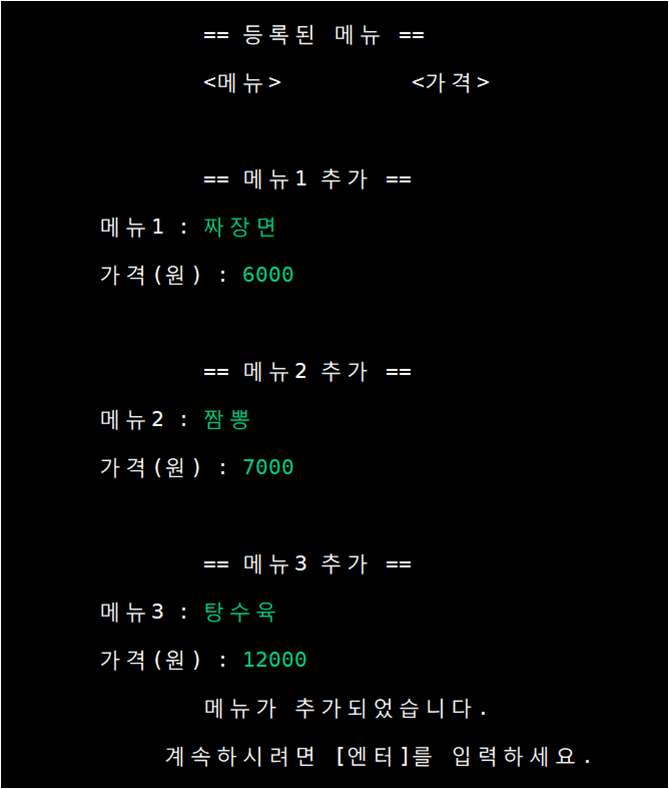 == 등록된 메뉴 ==
<메뉴> <가격>
== 메뉴1 추가 ==
메뉴1 : 짜장면
가격(원) : 6000
== 메뉴2 추가 ==
메뉴2 : 짬뽕
가격(원) : 7000
== 메뉴3 추가 ==
메뉴3 : 탕수육
가격(원) : 12000
메뉴가 추가되었습니다.
계속하시려면 [엔터]를 입력하세요.